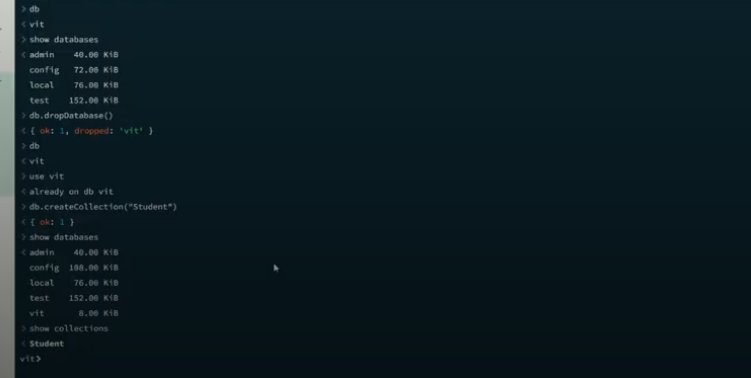 > db
< vit
> show databases
< admin 40.00 KiB
config 72.00 KiB
local 76.00 KiB
test 152.00 KiB
> db.dropDatabase()
< { ok: 1, dropped: 'vit' }
> db
< vit
> use vit
< already on db vit
> db.createCollection("Student")
< { ok: 1 }
> show databases
< admin 40.00 KiB
config 108.00 KiB
local 76.00 KiB
test 152.00 KiB
vit 8.00 KiB
> show collections
< Student
vit>